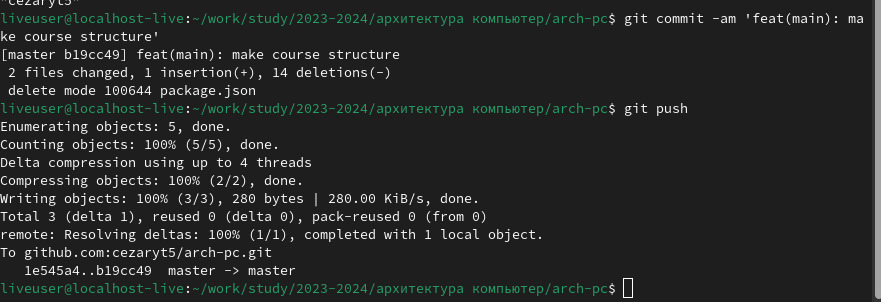 "cezaryt5"
liveuser@localhost-live:~/work/study/2023-2024/архитектура компьютер/arch-pc$ git commit -am 'feat(main): ma
ke course structure'
[master b19cc49] feat(main): make course structure
 2 files changed, 1 insertion(+), 14 deletions(-)
 delete mode 100644 package.json
liveuser@localhost-live:~/work/study/2023-2024/архитектура компьютер/arch-pc$ git push
Enumerating objects: 5, done.
Counting objects: 100% (5/5), done.
Delta compression using up to 4 threads
Compressing objects: 100% (2/2), done.
Writing objects: 100% (3/3), 280 bytes | 280.00 KiB/s, done.
Total 3 (delta 1), reused 0 (delta 0), pack-reused 0 (from 0)
remote: Resolving deltas: 100% (1/1), completed with 1 local object.
To github.com:cezaryt5/arch-pc.git
   1e545a4..b19cc49  master -> master
liveuser@localhost-live:~/work/study/2023-2024/архитектура компьютер/arch-pc$